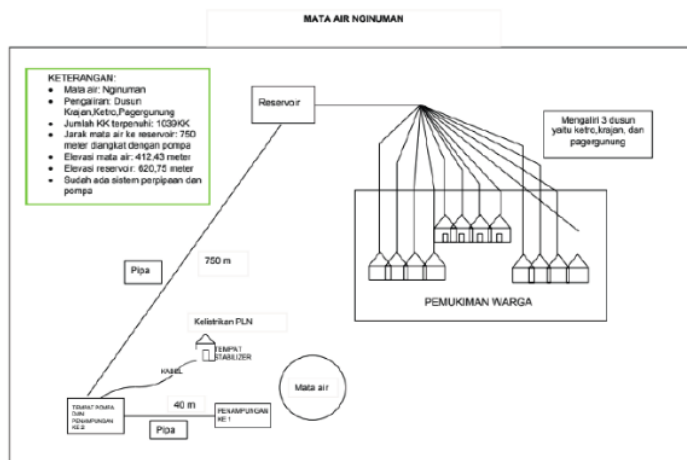 MATA AIR NGINUMAN
KETERANGAN:
• Mata air: Nginuman
• Pengaliran: Dusun
Krajan,Ketro,Pagergunung
• Jumlah KK terpenuhi: 1039KK
• Jarak mata air ke reservoir: 750
meter diangkat dengan pompa
• Elevasi mata air: 412,43 meter
• Elevasi reservoir: 620,75 meter
• Sudah ada sistem perpipaan dan
pompa
Reservoir
Mengaliri 3 dusun
yaitu ketro,krajan, dan
pagergunung
750 m
Pipa
PEMUKIMAN WARGA
Kelistrikan PLN
TEMPAT
STABILIZER
KABEL
Mata air
40 m
TEMPAT POMPA
DAN
PENAMPUNGAN
KE.2
PENAMPUNGAN
KE 1
Pipa